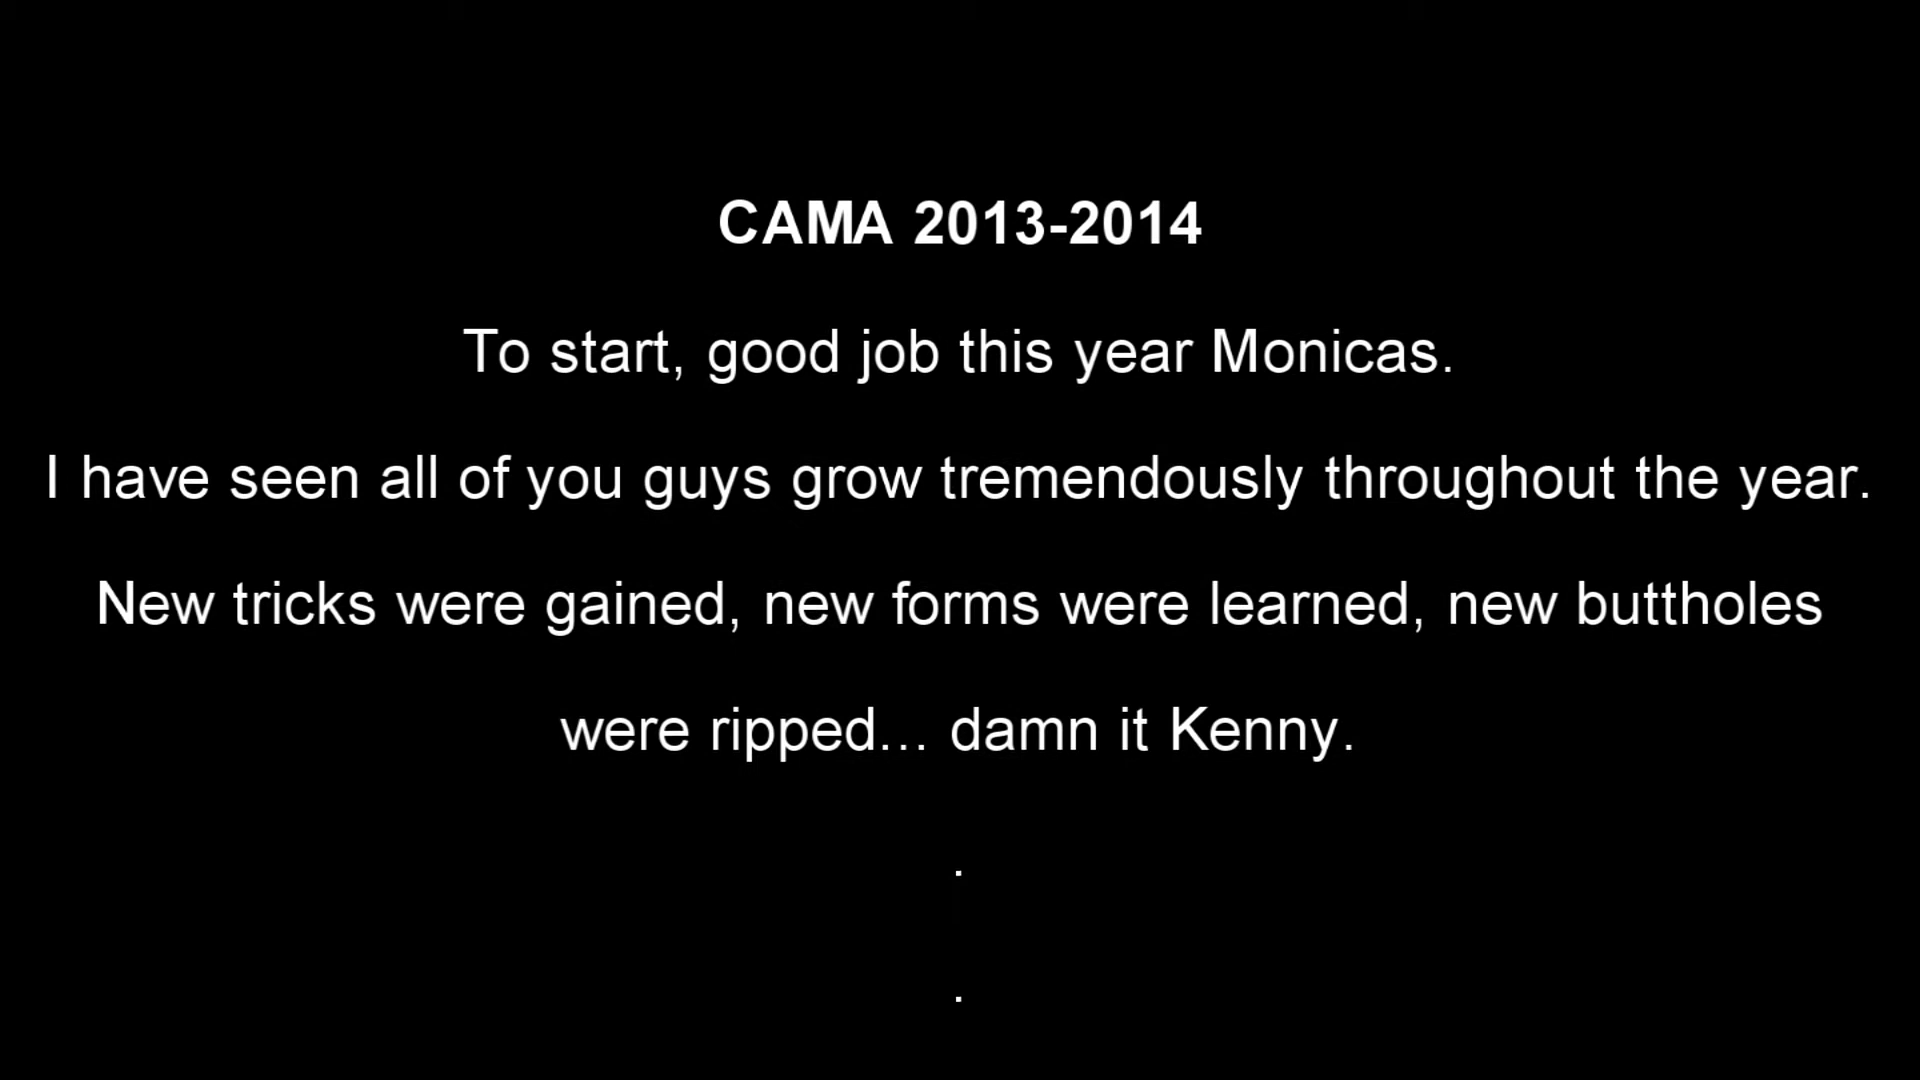 CAMA 2013-2014
To start, good job this year Monicas.
I have seen all of you guys grow tremendously throughout the year.
New tricks were gained, new forms were learned, new buttholes
were ripped... damn it Kenny.
.
.